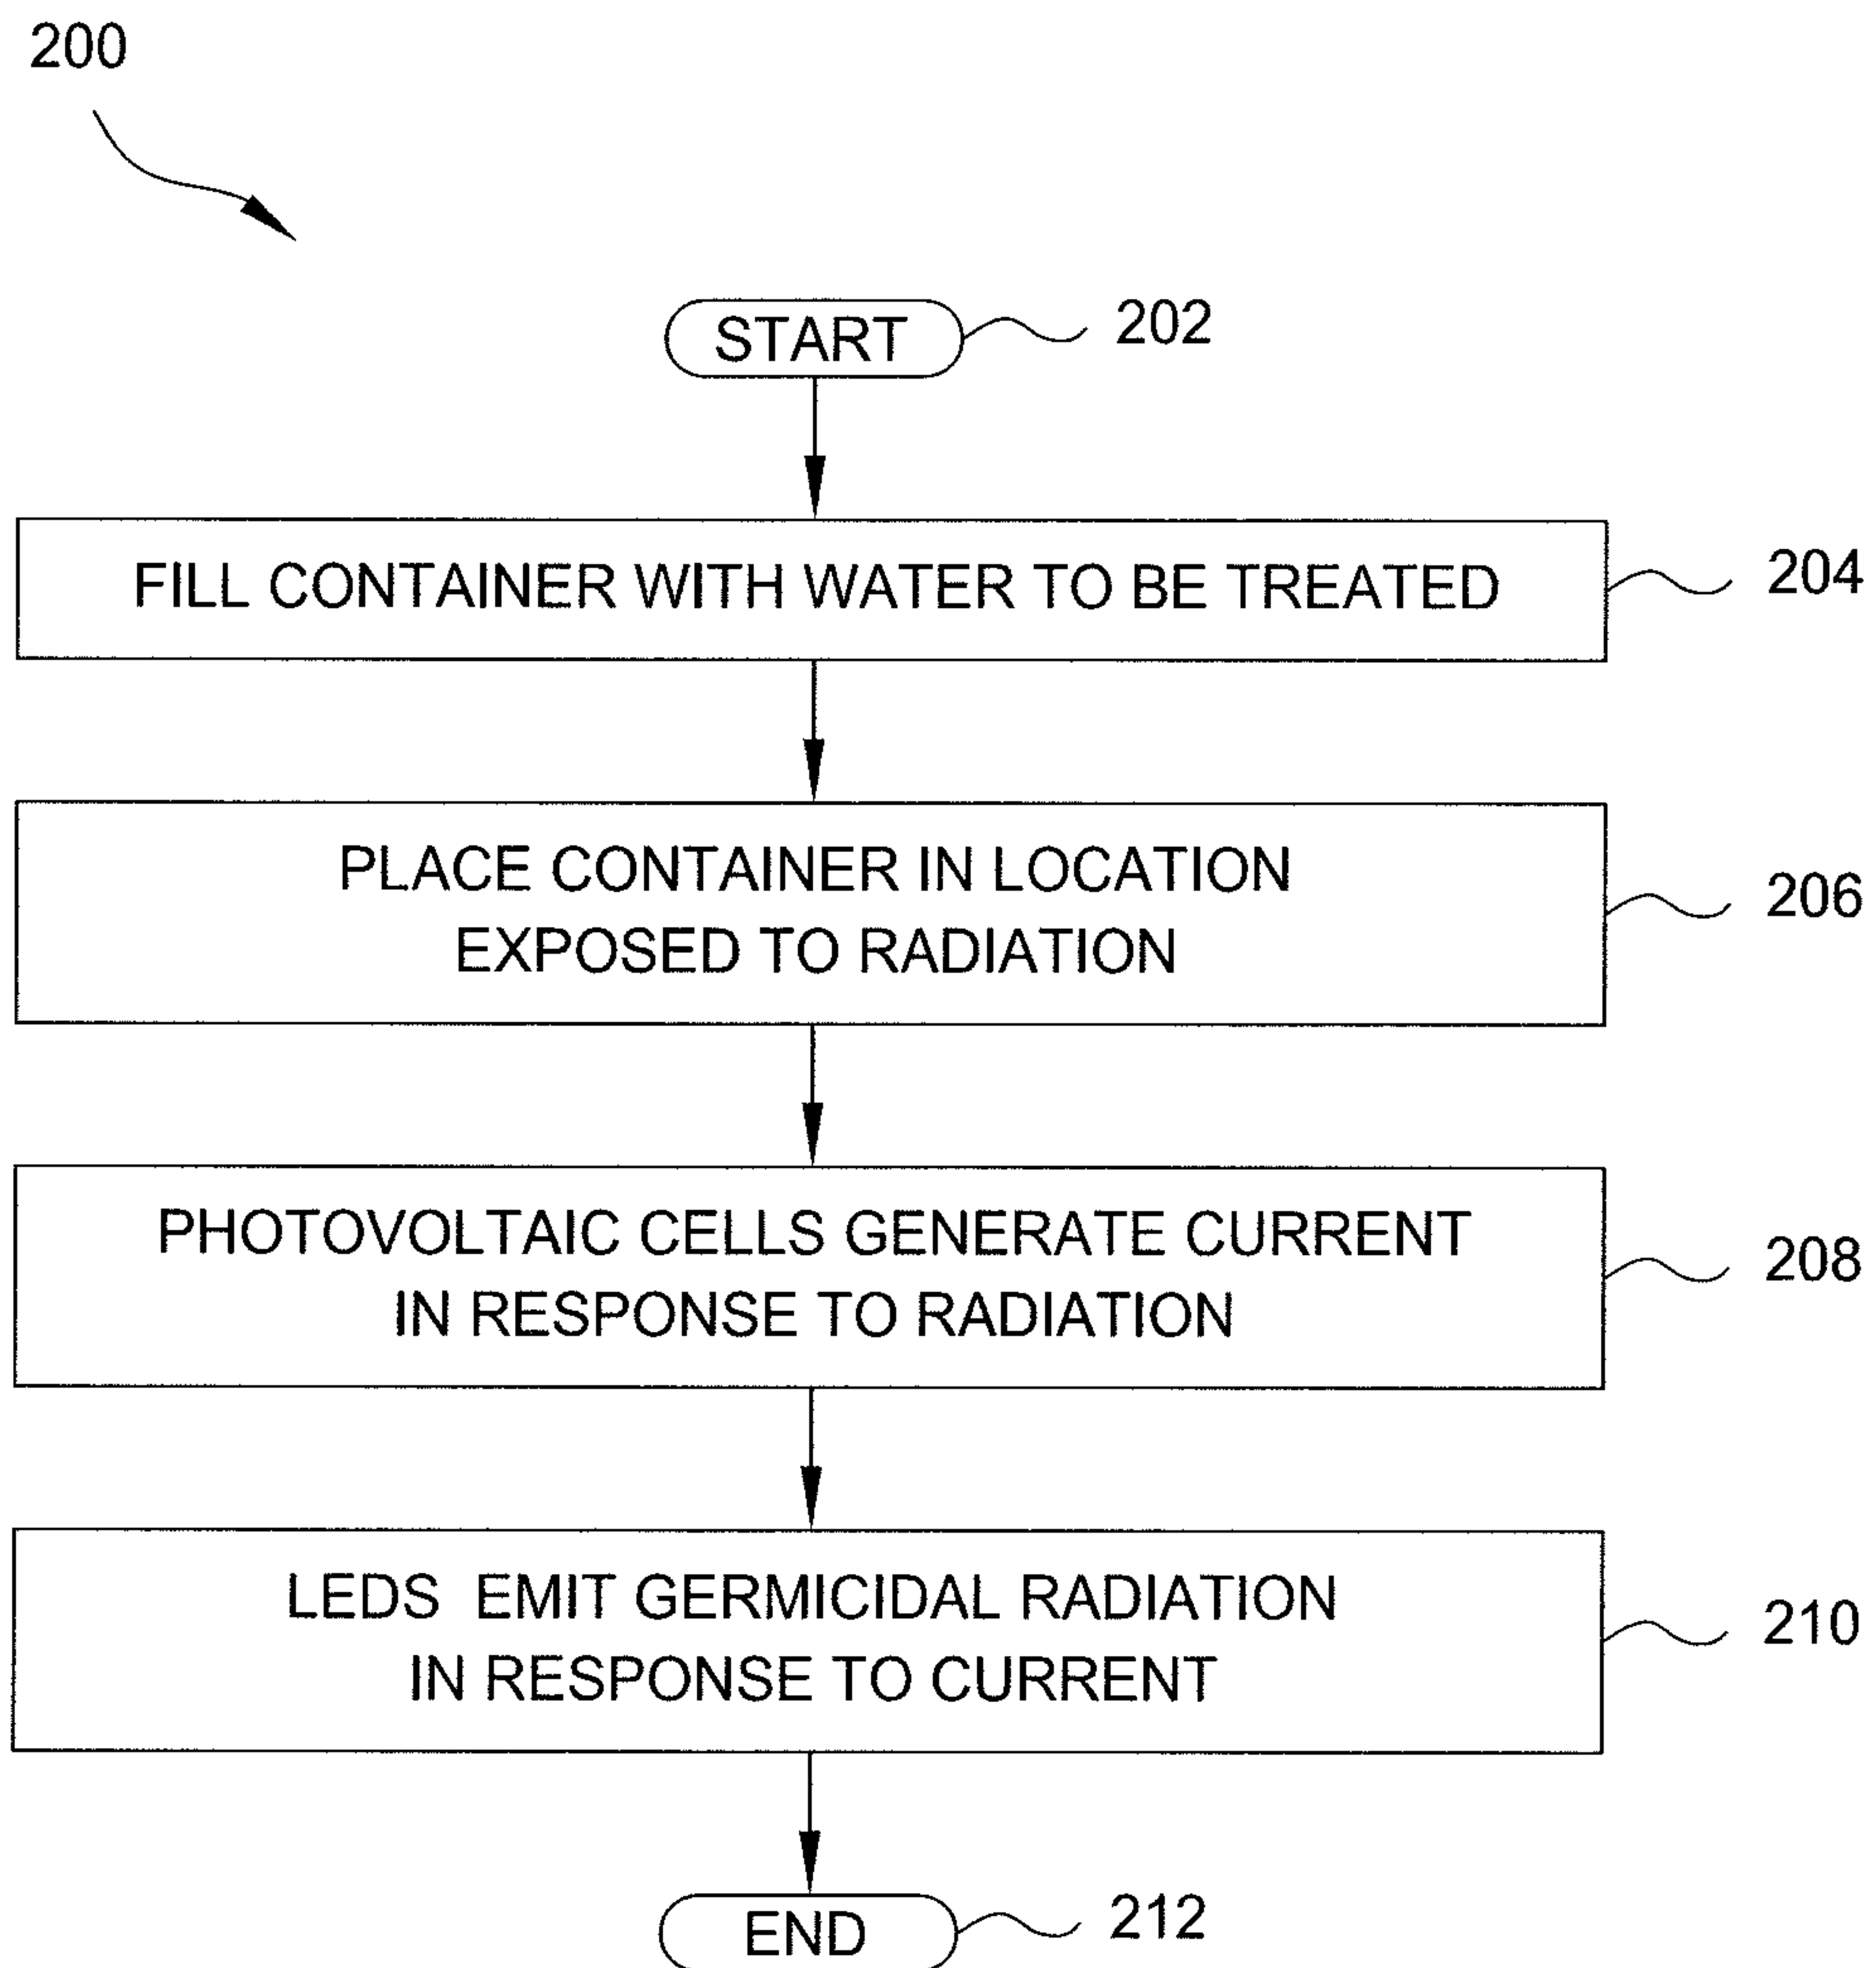 200
START
202
FILL CONTAINER WITH WATER TO BE TREATED
204
PLACE CONTAINER IN LOCATION
EXPOSED TO RADIATION
206
PHOTOVOLTAIC CELLS GENERATE CURRENT
IN RESPONSE TO RADIATION
208
LEDS EMIT GERMICIDAL RADIATION
IN RESPONSE TO CURRENT
210
END
212